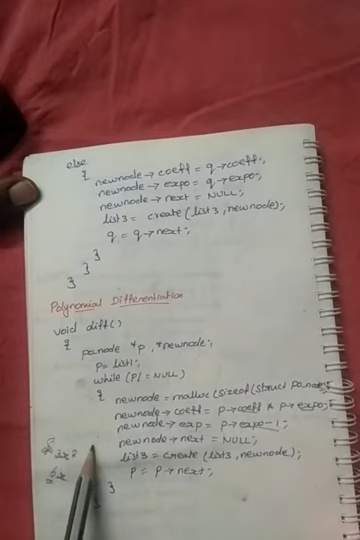 else
{ newnode → coeff = q → coeff;
newnode → expo = q → expo;
newnode → next = NULL;
list3 = create (list3, newnode);
q = q → next;
}
}
}
Polynomial Differentiation
void diff()
{ *p, *newnode;
p = list1;
while (P! = NULL)
{ newnode = malloc (sizeof (struct
newnode → coeff = p → coeff * p → expo;
newnode → exp = p → expo-1;
newnode → next = NULL;
3x²
list3 = create (list3, newnode);
6x
p = p → next;
}
}